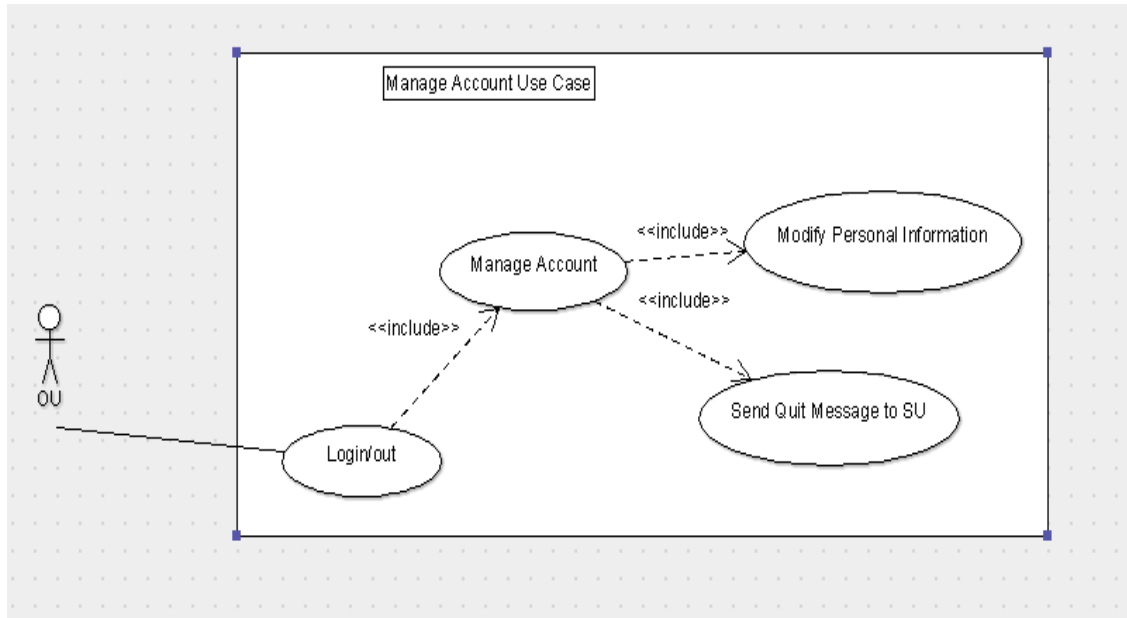 Manage Account Use Case
<<include>>
Modify Personal Information
Manage Account
<<include>>
<<include>>
OU
Send Quit Message to SU
Login/out